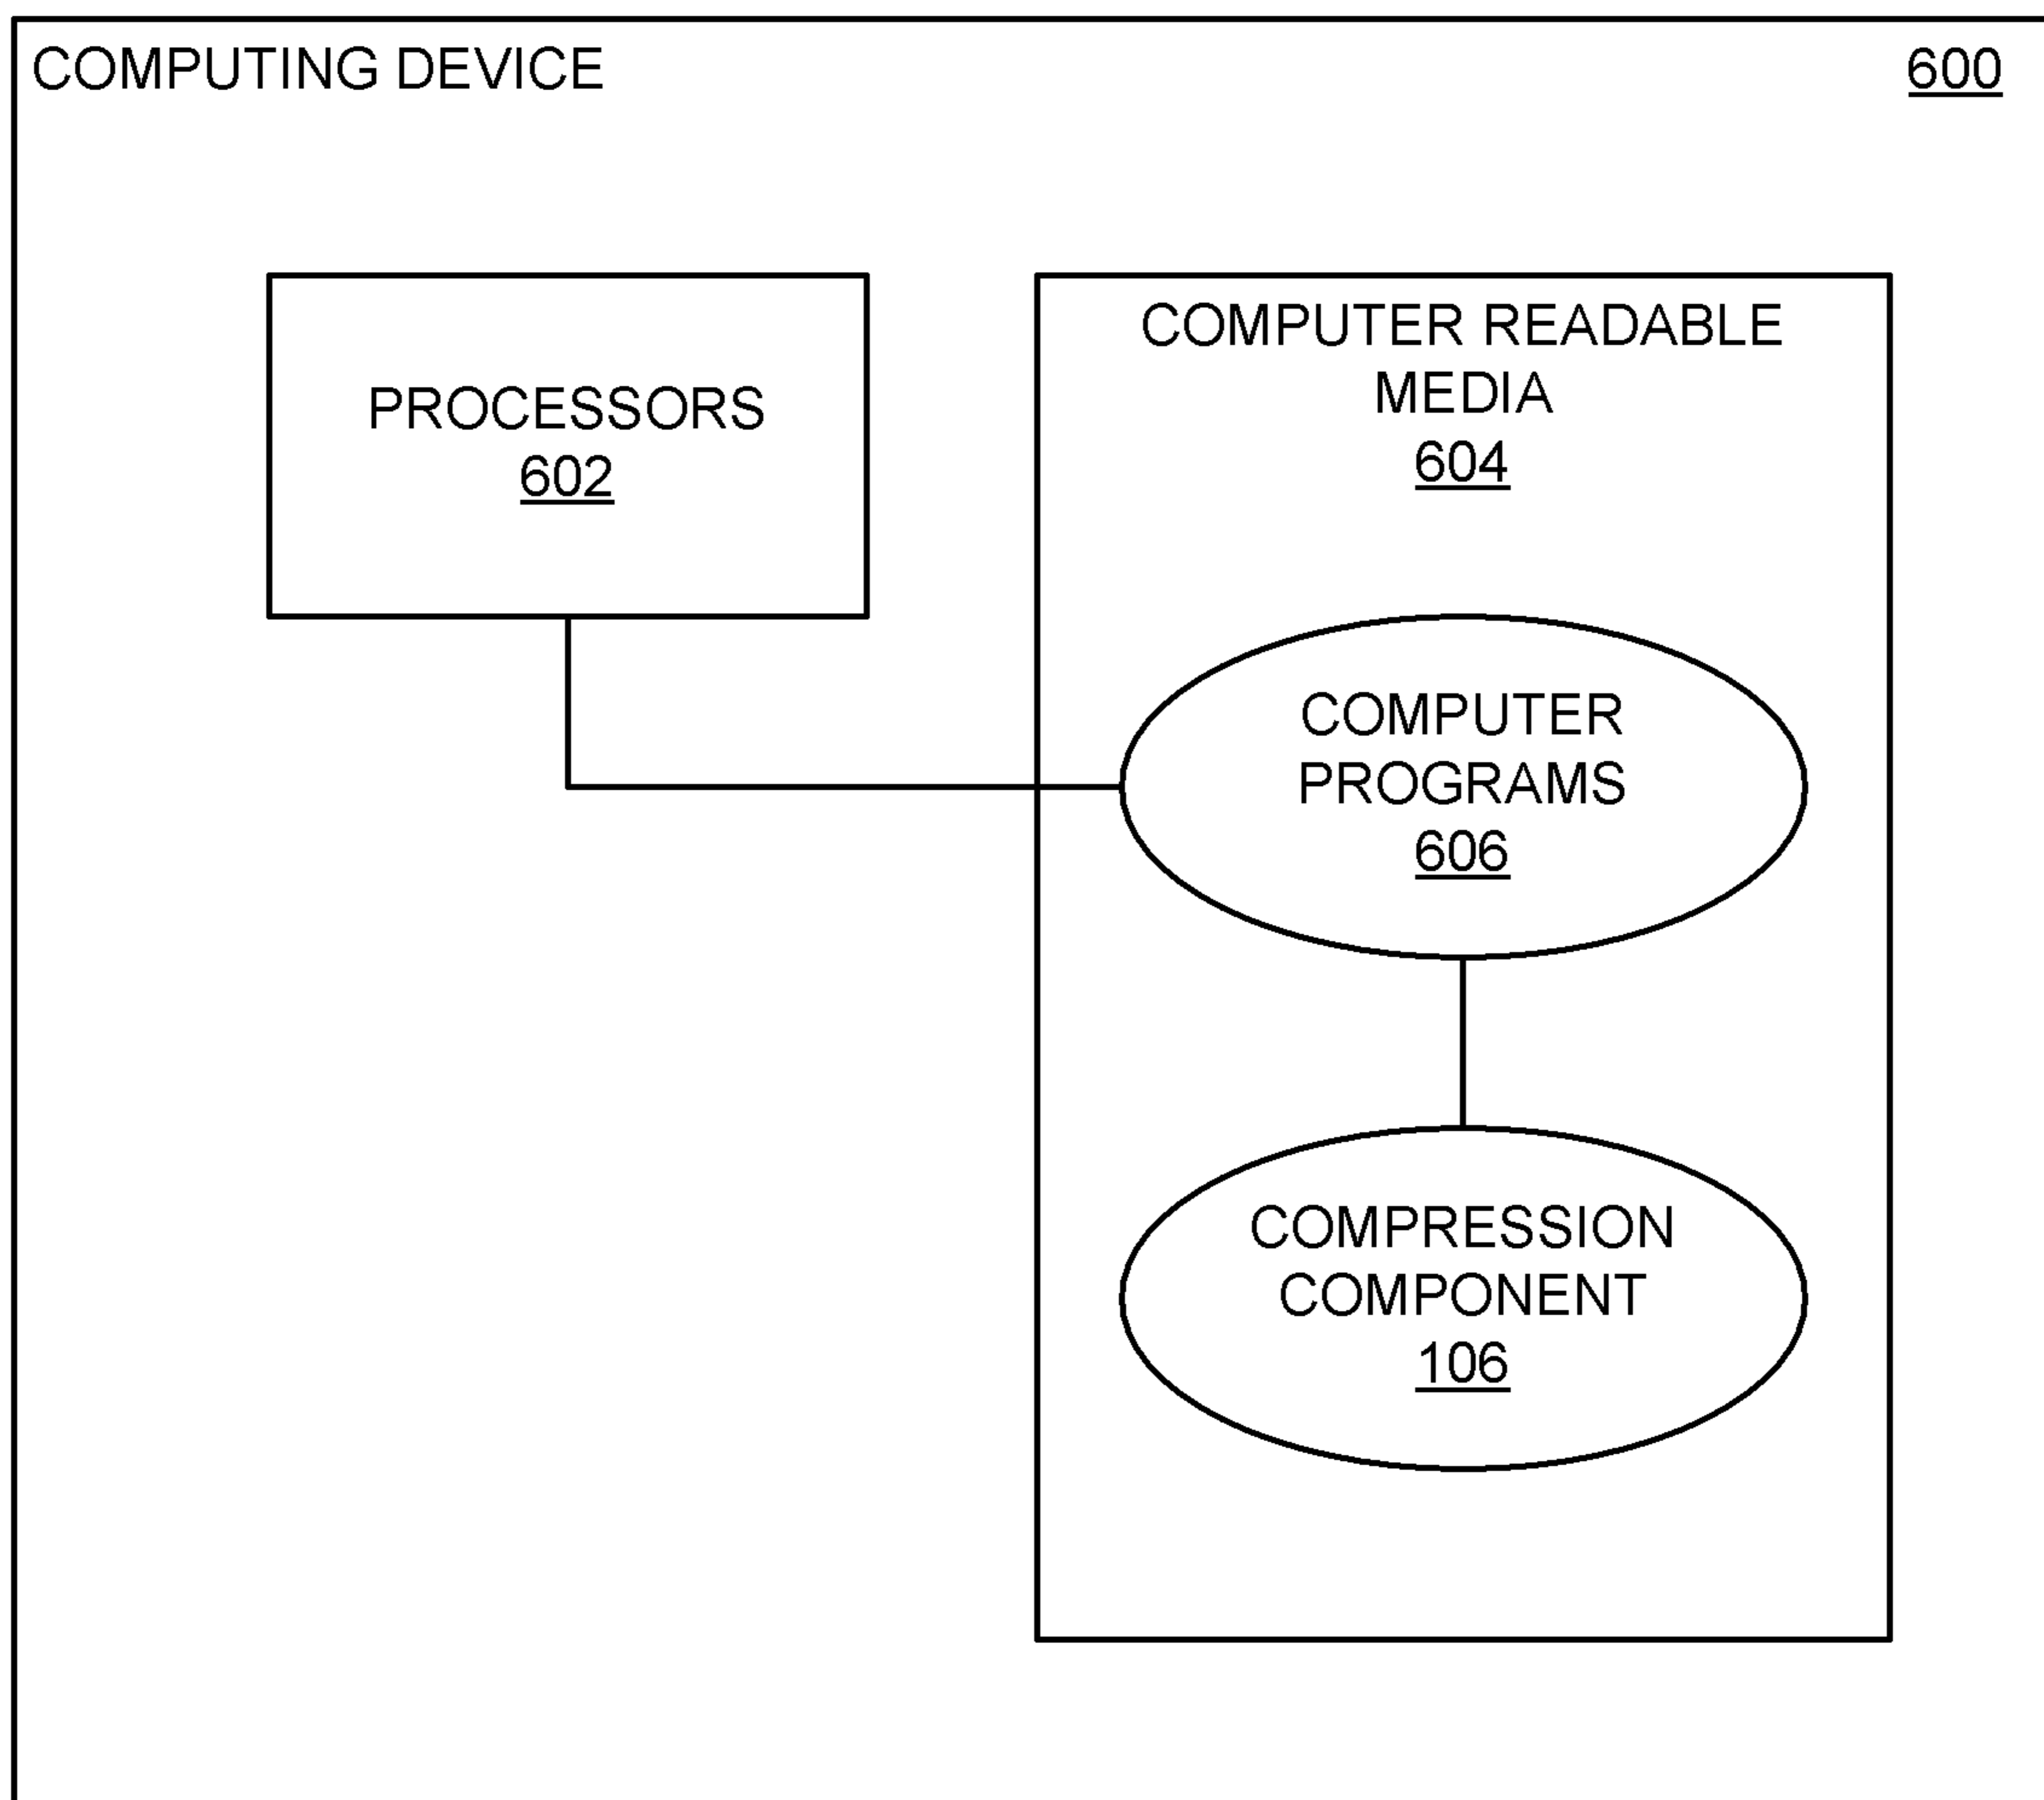 COMPUTING DEVICE
600
PROCESSORS
602
COMPUTER READABLE
MEDIA
604
COMPUTER
PROGRAMS
606
COMPRESSION
COMPONENT
106